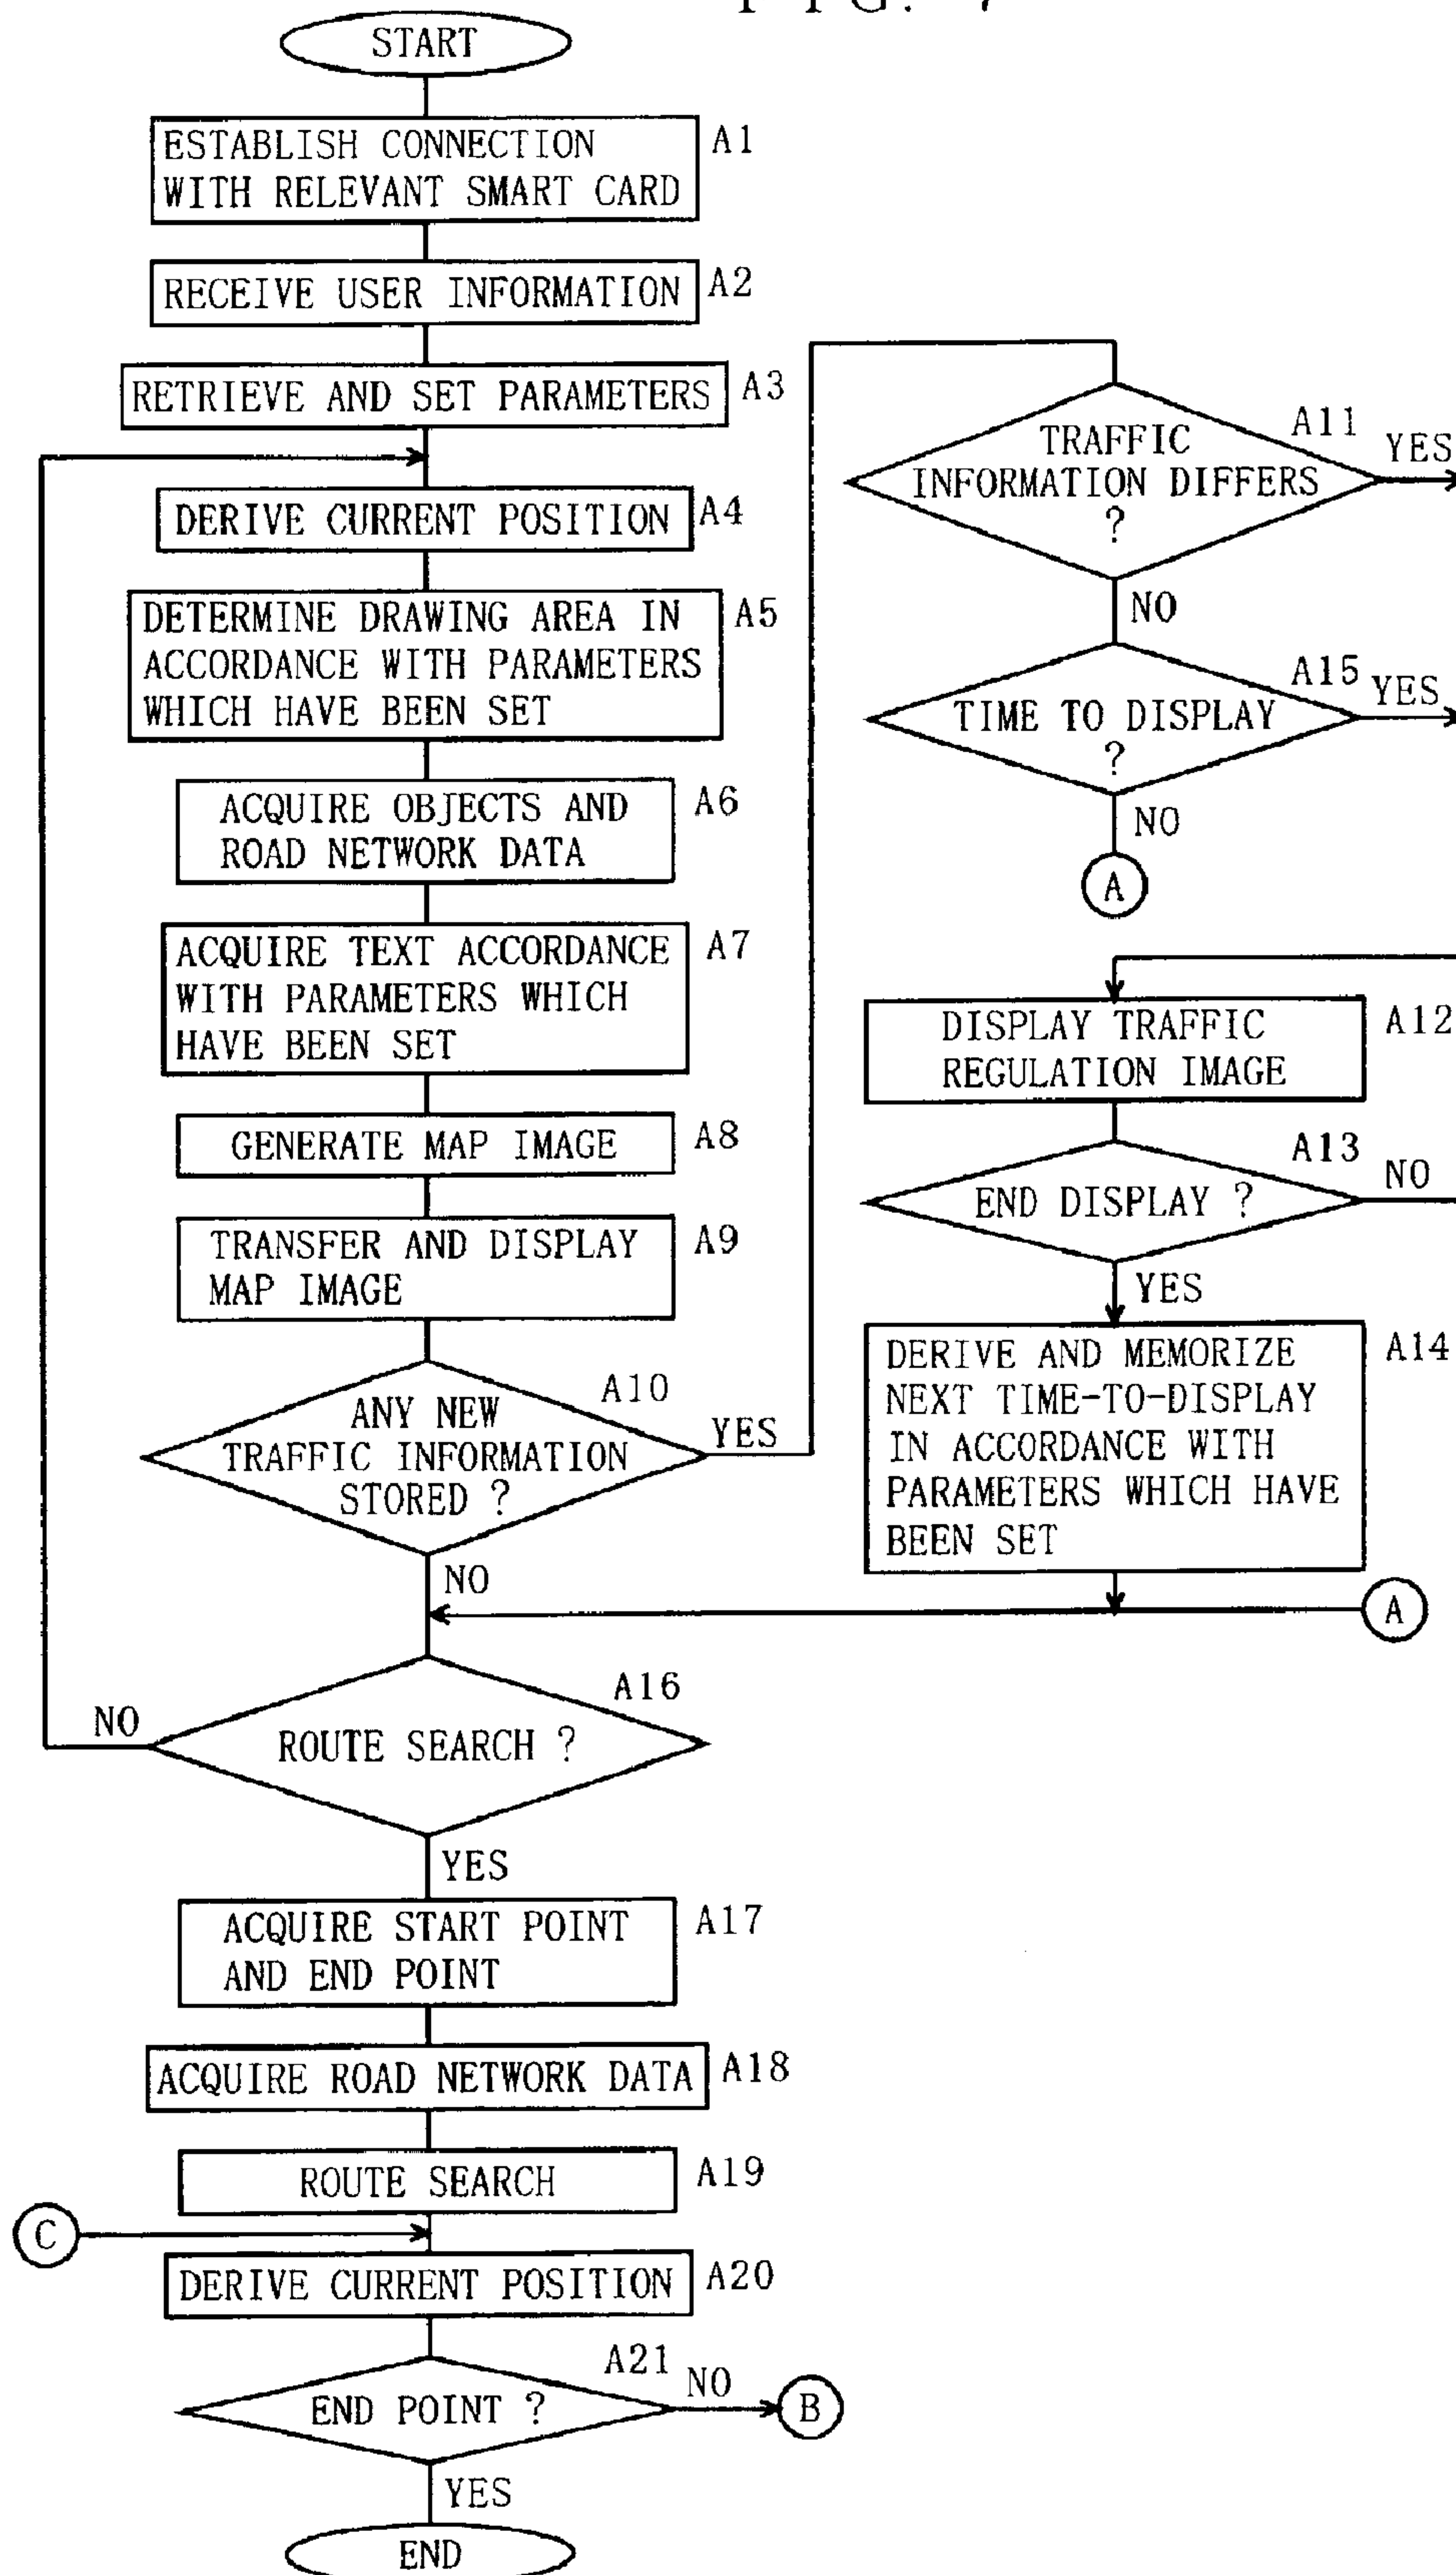 FIG. 7
START
ESTABLISH CONNECTION
WITH RELEVANT SMART CARD
A1
RECEIVE USER INFORMATION
A2
RETRIEVE AND SET PARAMETERS
A3
DERIVE CURRENT POSITION
A4
DETERMINE DRAWING AREA IN
ACCORDANCE WITH PARAMETERS
WHICH HAVE BEEN SET
A5
ACQUIRE OBJECTS AND
ROAD NETWORK DATA
A6
ACQUIRE TEXT ACCORDANCE
WITH PARAMETERS WHICH
HAVE BEEN SET
A7
GENERATE MAP IMAGE
A8
TRANSFER AND DISPLAY
MAP IMAGE
A9
ANY NEW
TRAFFIC INFORMATION
STORED ?
A10
YES
NO
TRAFFIC
INFORMATION DIFFERS
?
A11
YES
NO
TIME TO DISPLAY
?
A15
YES
NO
A
DISPLAY TRAFFIC
REGULATION IMAGE
A12
END DISPLAY ?
A13
NO
YES
DERIVE AND MEMORIZE
NEXT TIME-TO-DISPLAY
IN ACCORDANCE WITH
PARAMETERS WHICH HAVE
BEEN SET
A14
A
ROUTE SEARCH ?
A16
NO
YES
ACQUIRE START POINT
AND END POINT
A17
ACQUIRE ROAD NETWORK DATA
A18
ROUTE SEARCH
A19
C
DERIVE CURRENT POSITION
A20
END POINT ?
A21
NO
B
YES
END